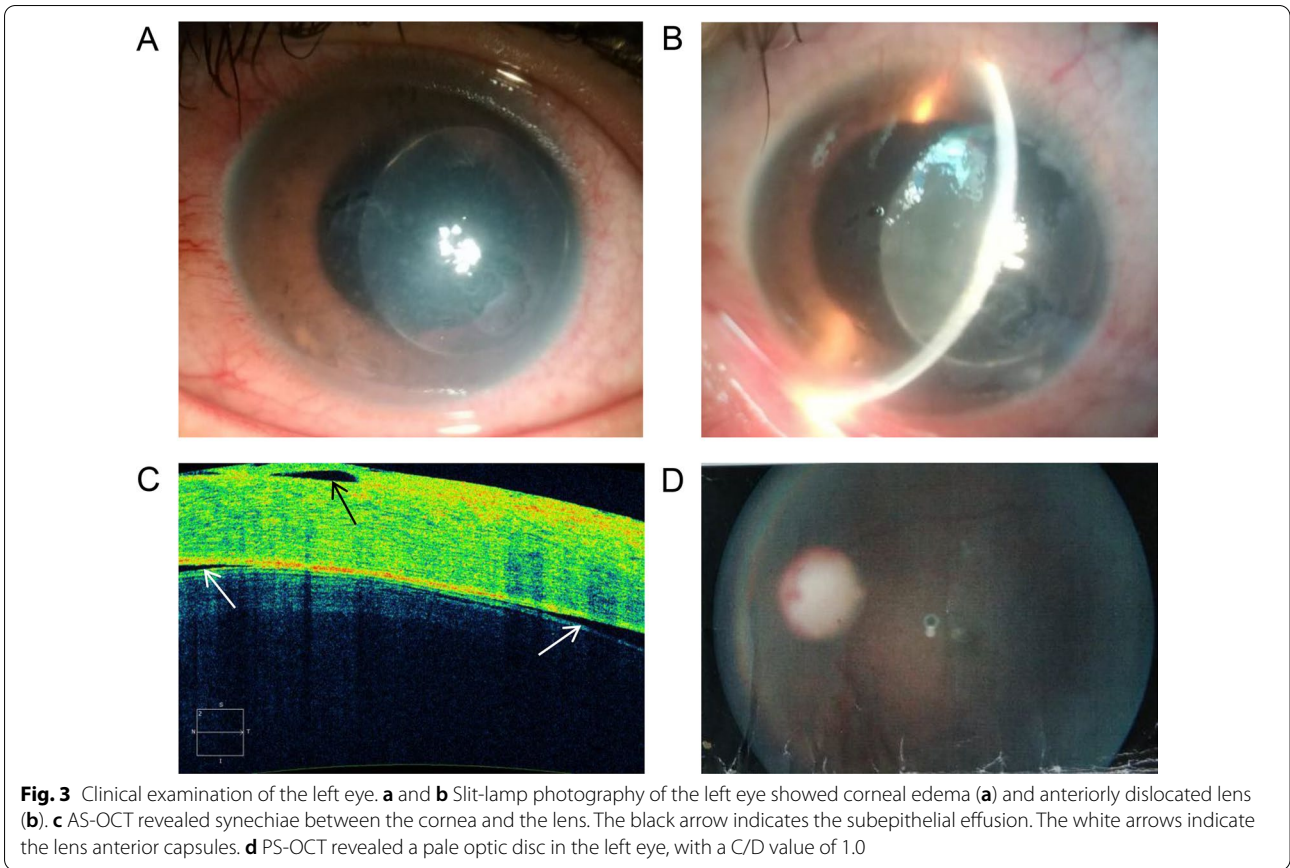 A
B
C
D
2
S
N
T
I
Fig. 3 Clinical examination of the left eye. a and b Slit-lamp photography of the left eye showed corneal edema (a) and anteriorly dislocated lens
(b). c AS-OCT revealed synechiae between the cornea and the lens. The black arrow indicates the subepithelial effusion. The white arrows indicate
the lens anterior capsules. d PS-OCT revealed a pale optic disc in the left eye, with a C/D value of 1.0